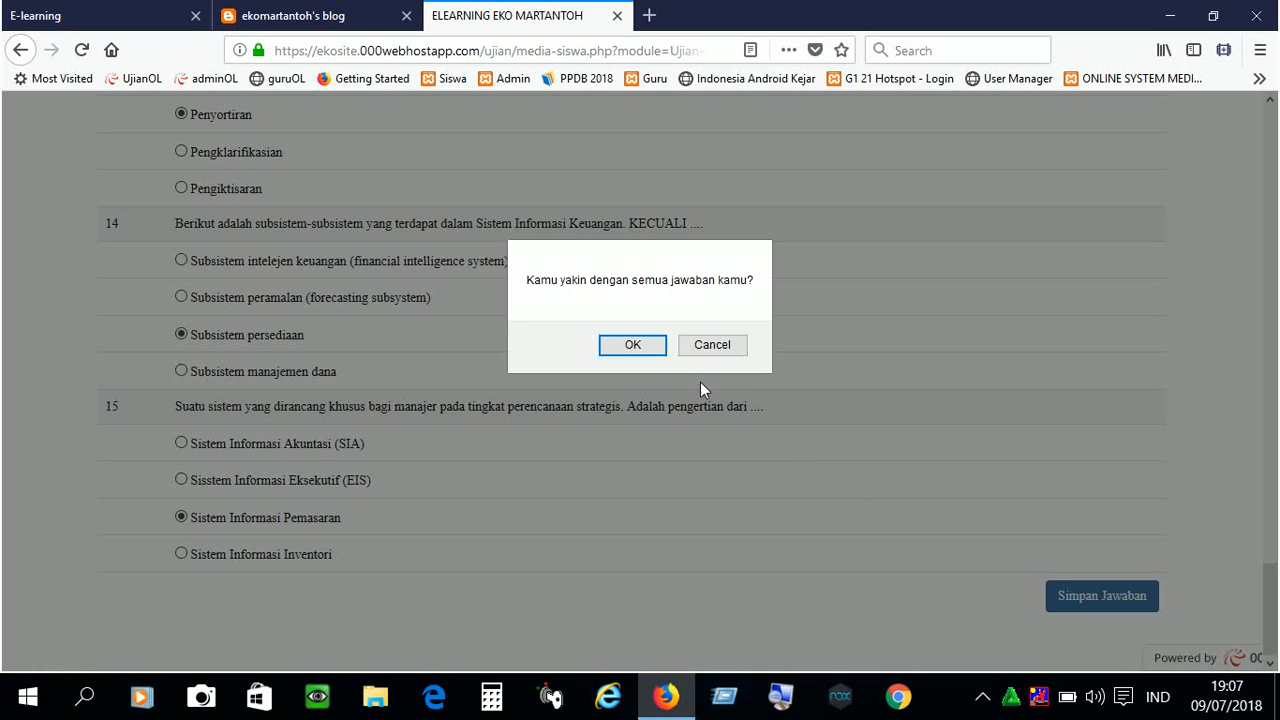 E-learning
ekomartantoh's blog
ELEARNING EKO MARTANTOH
https://ekosite.000webhostapp.com/ujian/media-siswa.php?module=Ujian-
Search
Most Visited
UjianOL
adminOL
guruOL
Getting Started
Siswa
Admin
PPDB 2018
Guru
Indonesia Android Kejar
G1 21 Hotspot - Login
User Manager
ONLINE SYSTEM MEDI...
Penyortiran
Pengklarifikasian
Pengiktisaran
14 Berikut adalah subsistem-subsistem yang terdapat dalam Sistem Informasi Keuangan. KECUALI ....
Subsistem intelejen keuangan (financial intelligence system)
Subsistem peramalan (forecasting subsystem)
Subsistem persediaan
Subsistem manajemen dana
Kamu yakin dengan semua jawaban kamu?
OK
Cancel
15 Suatu sistem yang dirancang khusus bagi manajer pada tingkat perencanaan strategis. Adalah pengertian dari ....
Sistem Informasi Akuntasi (SIA)
Sisstem Informasi Eksekutif (EIS)
Sistem Informasi Pemasaran
Sistem Informasi Inventori
Simpan Jawaban
Powered by 00
nox
IND
19:07
09/07/2018